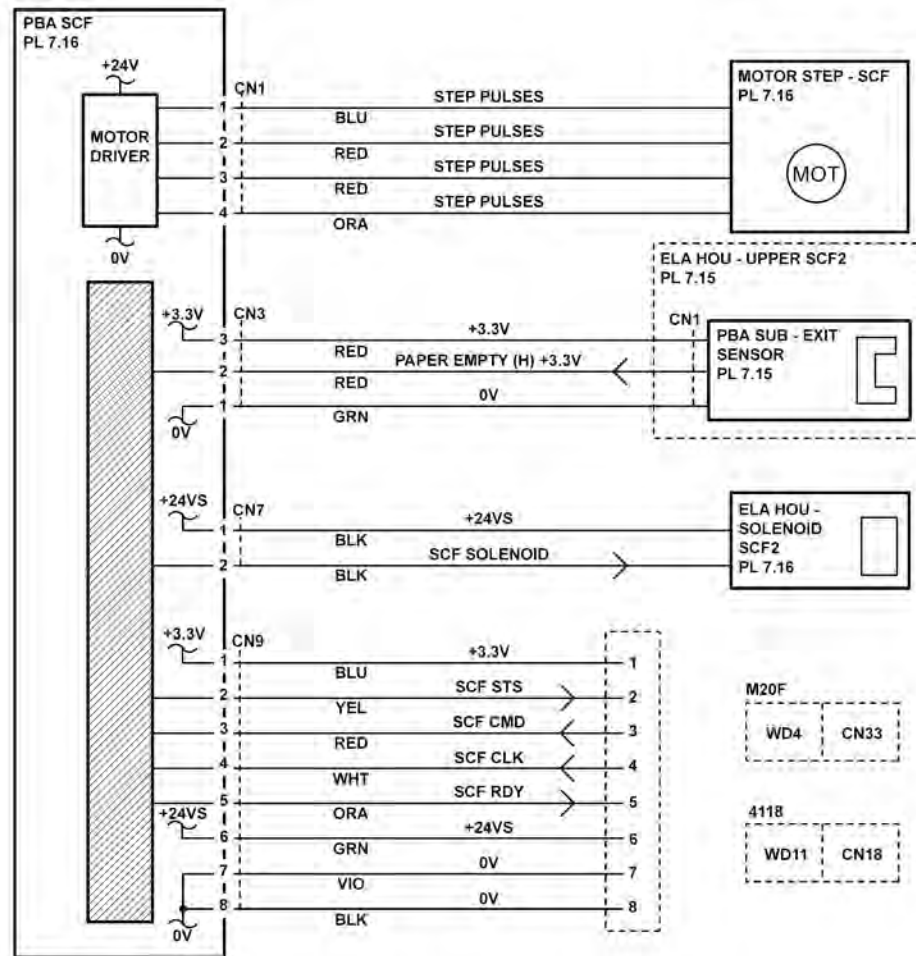 PBA SCF
PL 7.16
+24V
MOTOR
DRIVER
0V
CN1
1
BLU
STEP PULSES
2
RED
STEP PULSES
3
RED
STEP PULSES
4
ORA
STEP PULSES
MOTOR STEP - SCF
PL 7.16
MOT
ELA HOU - UPPER SCF2
PL 7.15
+3.3V
CN3
3
RED
+3.3V
2
RED
PAPER EMPTY (H) +3.3V
1
GRN
0V
0V
CN1
PBA SUB - EXIT
SENSOR
PL 7.15
+24VS
CN7
1
BLK
+24VS
2
BLK
SCF SOLENOID
ELA HOU -
SOLENOID
SCF2
PL 7.16
+3.3V
CN9
1
BLU
+3.3V
1
2
YEL
SCF STS
2
3
RED
SCF CMD
3
4
WHT
SCF CLK
4
5
ORA
SCF RDY
5
+24VS
6
GRN
+24VS
6
7
VIO
0V
7
8
BLK
0V
8
0V
M20F
WD4 CN33
4118
WD11 CN18